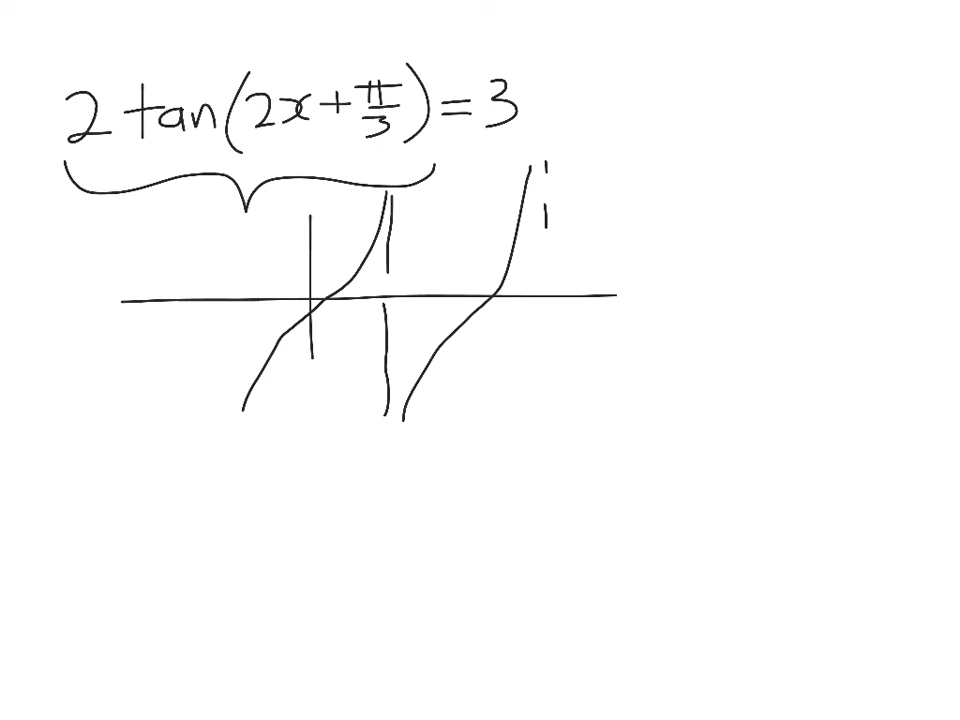 2 tan(2x + π/3) = 3